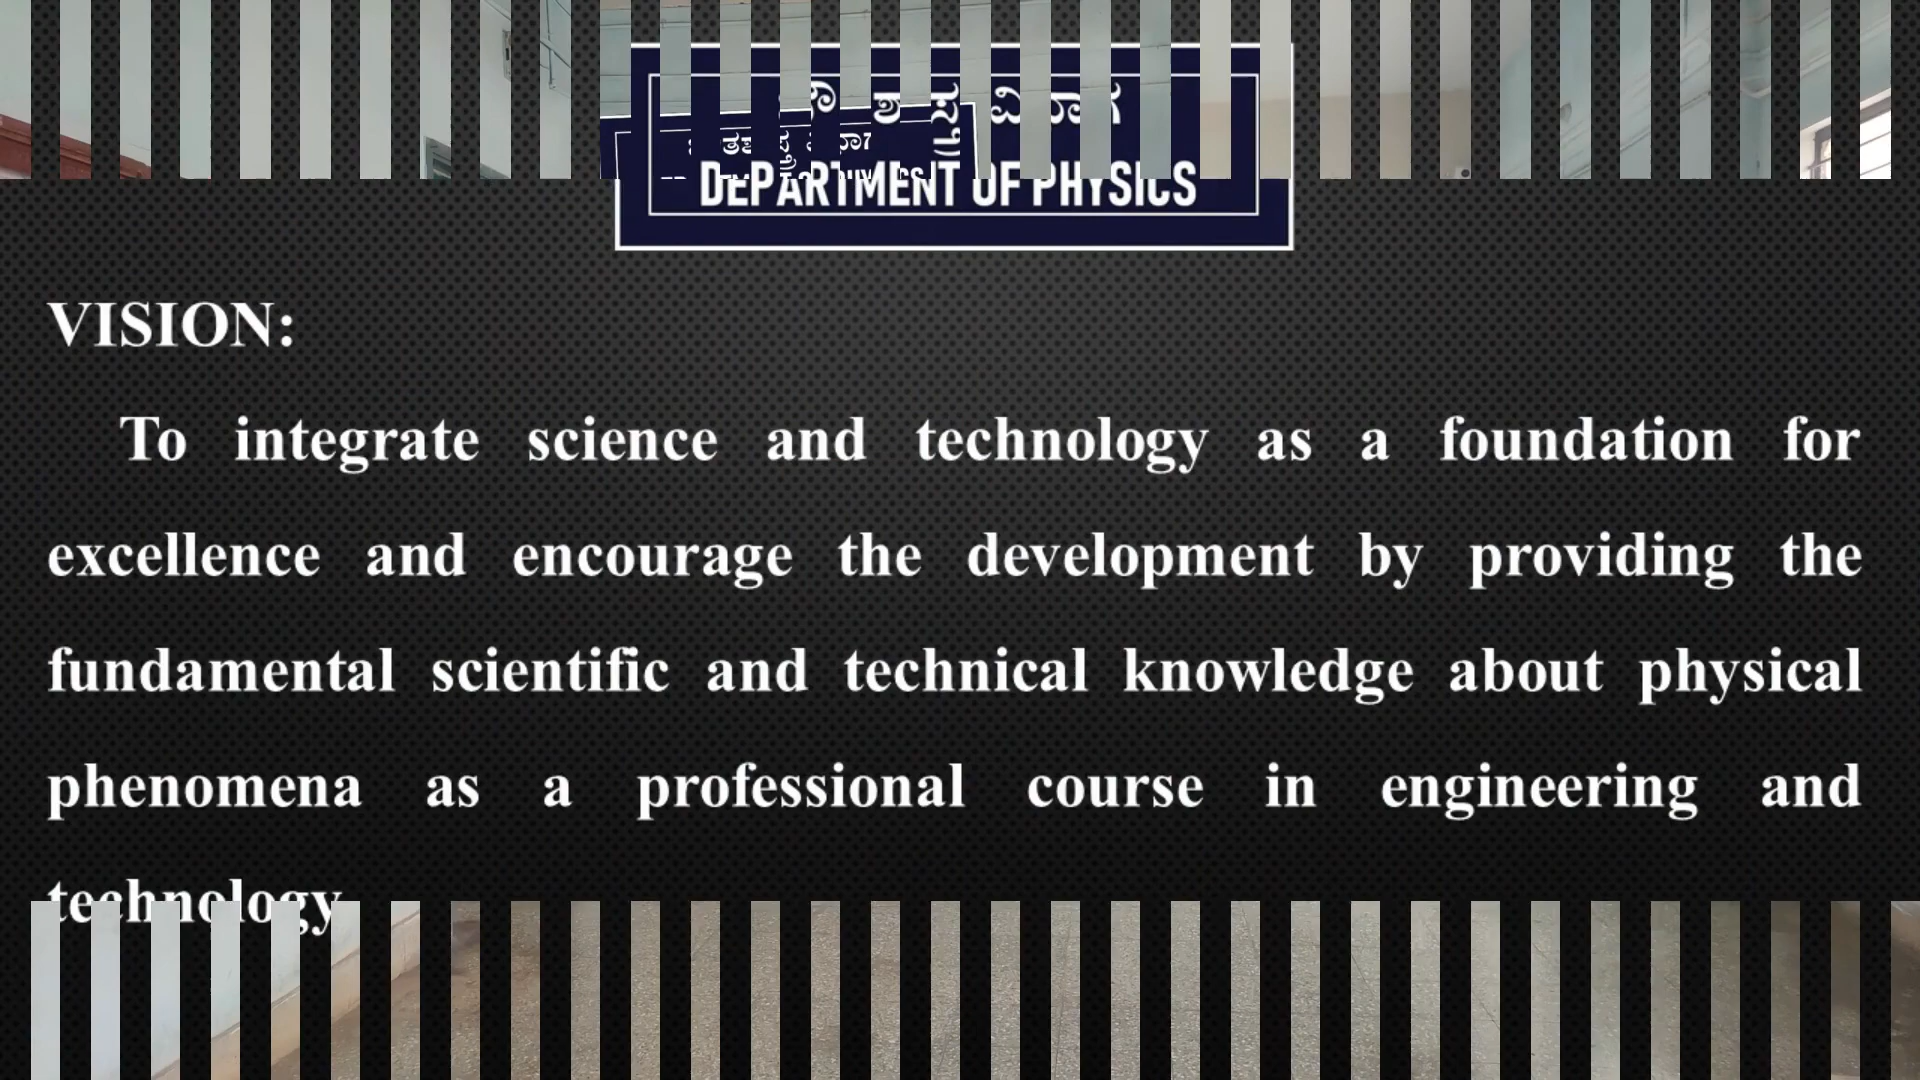 DEPARTMENT OF PHYSICS
VISION:
To integrate science and technology as a foundation for
excellence and encourage the development by providing the
fundamental scientific and technical knowledge about physical
phenomena as a professional course in engineering and
technology